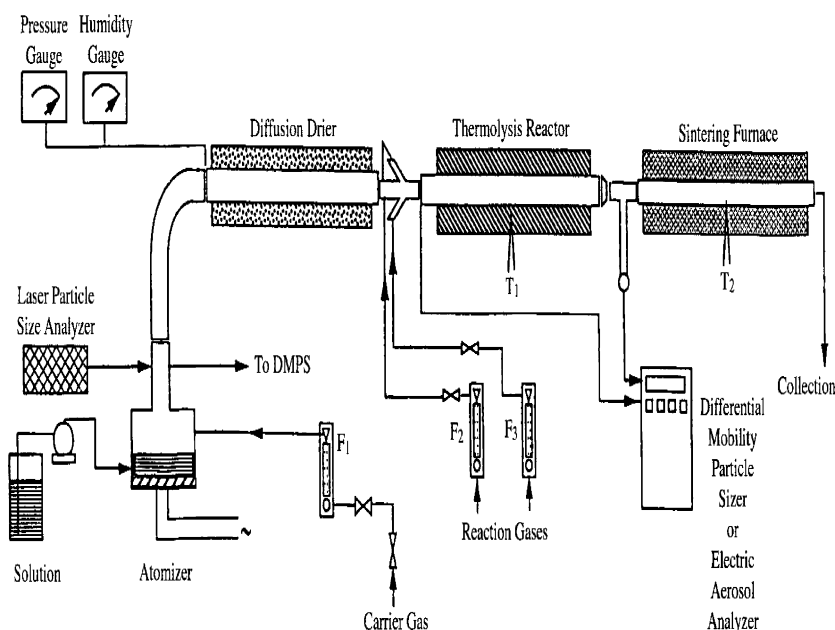 Pressure
Gauge
Humidity
Gauge
Diffusion Drier
Thermolysis Reactor
Sintering Furnace
T1
T2
Laser Particle
Size Analyzer
To DMPS
Collection
F1
F2
F3
Differential
Mobility
Particle
Sizer
or
Electric
Aerosol
Analyzer
Reaction Gases
Solution
Atomizer
~
Carrier Gas